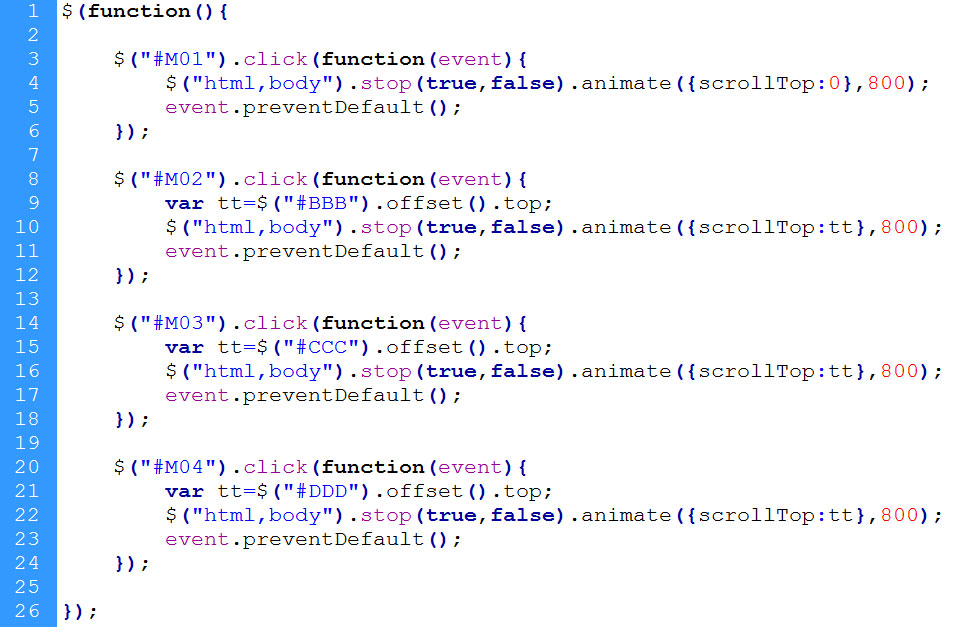 1 $(function(){
2
3 $("#M01").click(function(event){
4 $("html,body").stop(true,false).animate({scrollTop:0},800);
5 event.preventDefault();
6 });
7
8 $("#M02").click(function(event){
9 var tt=$("#BBB").offset().top;
10 $("html,body").stop(true,false).animate({scrollTop:tt},800);
11 event.preventDefault();
12 });
13
14 $("#M03").click(function(event){
15 var tt=$("#CCC").offset().top;
16 $("html,body").stop(true,false).animate({scrollTop:tt},800);
17 event.preventDefault();
18 });
19
20 $("#M04").click(function(event){
21 var tt=$("#DDD").offset().top;
22 $("html,body").stop(true,false).animate({scrollTop:tt},800);
23 event.preventDefault();
24 });
25
26 });